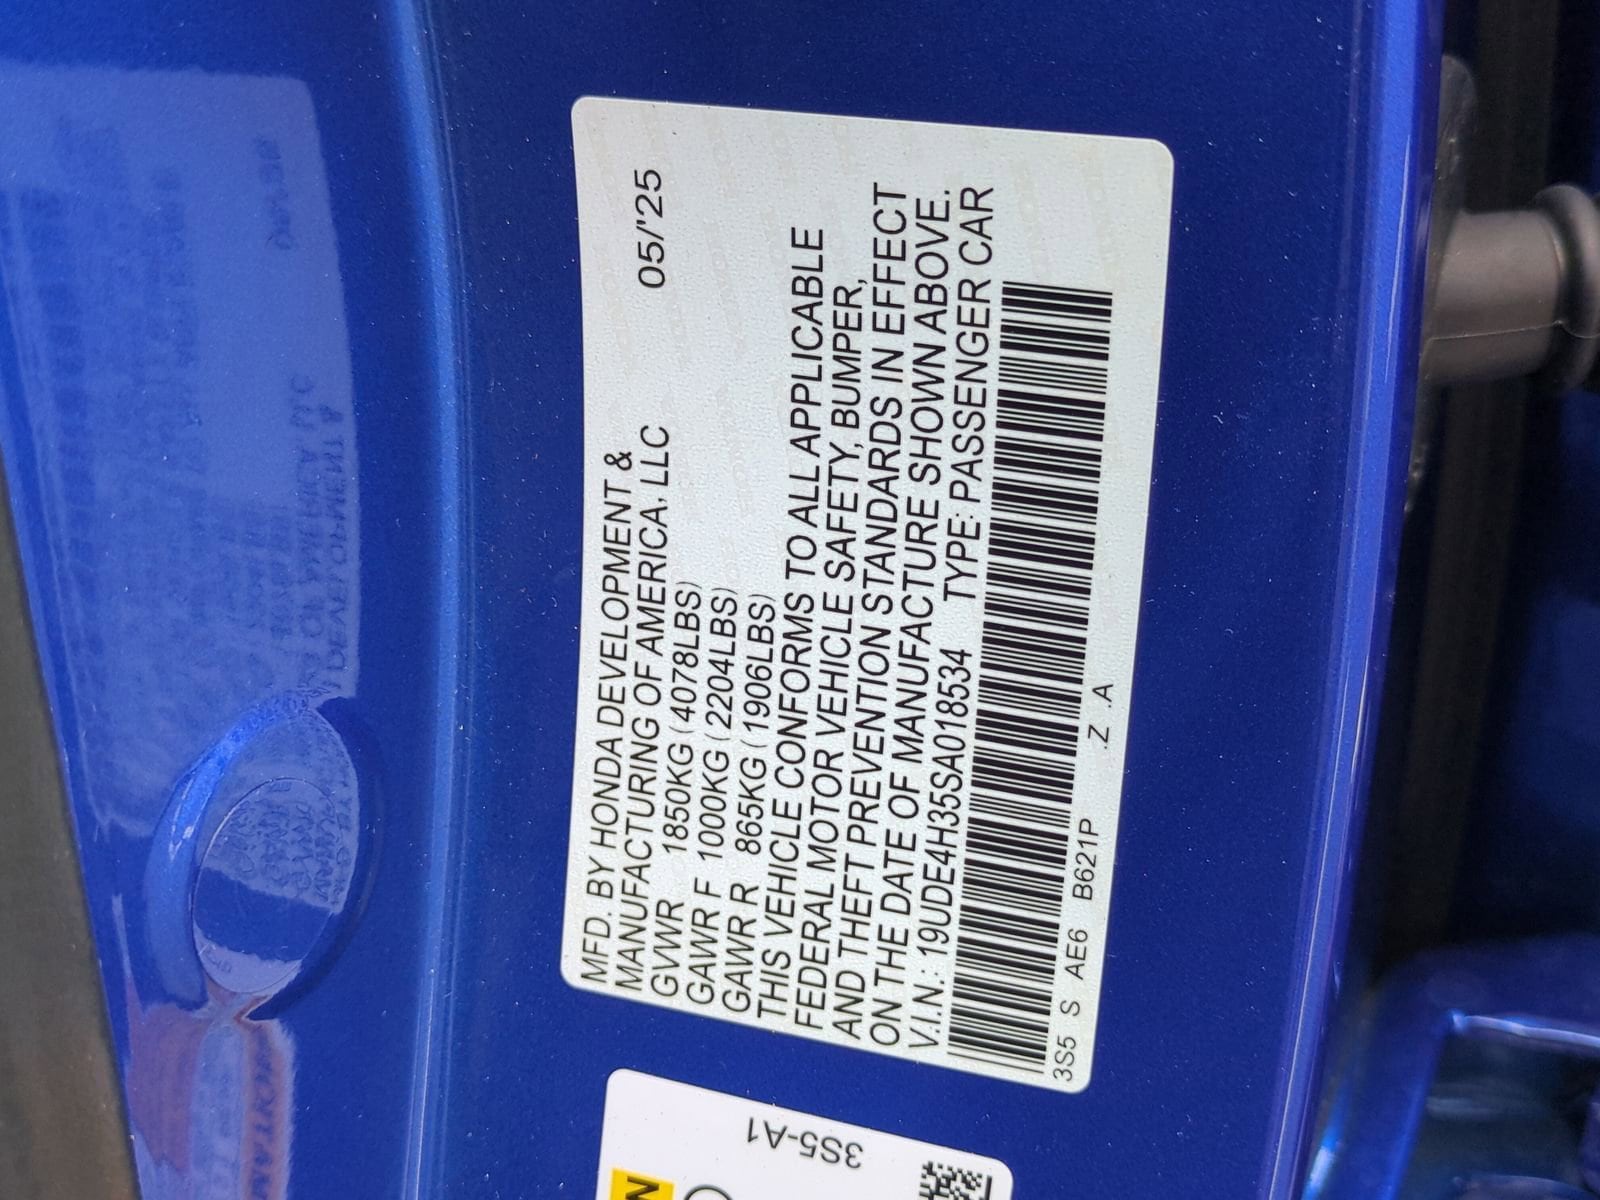 MFD. BY HONDA DEVELOPMENT &
MANUFACTURING OF AMERICA, LLC 05/'25
GVWR 1850KG (4078LBS)
GAWR F 1000KG (2204LBS)
GAWR R 865KG (1906LBS)
THIS VEHICLE CONFORMS TO ALL APPLICABLE
FEDERAL MOTOR VEHICLE SAFETY, BUMPER,
AND THEFT PREVENTION STANDARDS IN EFFECT
ON THE DATE OF MANUFACTURE SHOWN ABOVE.
V.I.N.: 19UDE4H35SA018534 TYPE: PASSENGER CAR
3S5 S AE6 B621P .Z .A
3S5-A1